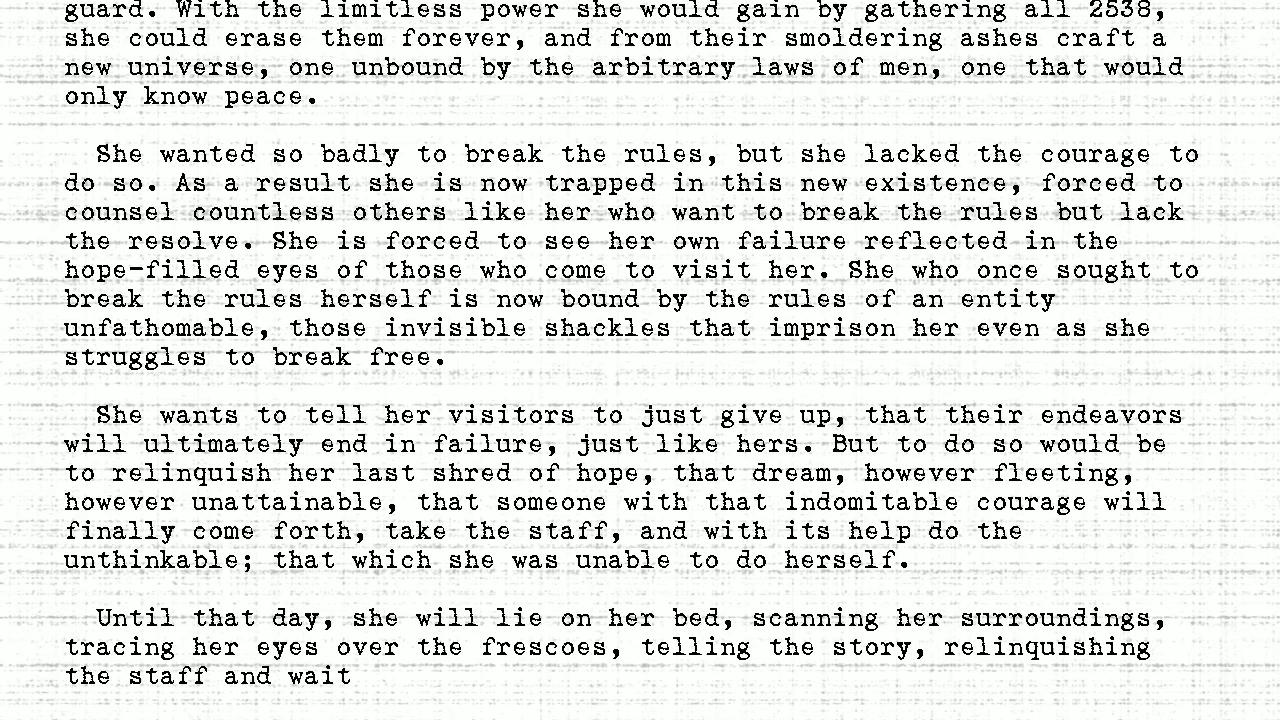 guard. With the limitless power she would gain by gathering all 2538,
she could erase them forever, and from their smoldering ashes craft a
new universe, one unbound by the arbitrary laws of men, one that would
only know peace.
She wanted so badly to break the rules, but she lacked the courage to
do so. As a result she is now trapped in this new existence, forced to
counsel countless others like her who want to break the rules but lack
the resolve. She is forced to see her own failure reflected in the
hope-filled eyes of those who come to visit her. She who once sought to
break the rules herself is now bound by the rules of an entity
unfathomable, those invisible shackles that imprison her even as she
struggles to break free.
She wants to tell her visitors to just give up, that their endeavors
will ultimately end in failure, just like hers. But to do so would be
to relinquish her last shred of hope, that dream, however fleeting,
however unattainable, that someone with that indomitable courage will
finally come forth, take the staff, and with its help do the
unthinkable; that which she was unable to do herself.
Until that day, she will lie on her bed, scanning her surroundings,
tracing her eyes over the frescoes, telling the story, relinquishing
the staff and wait